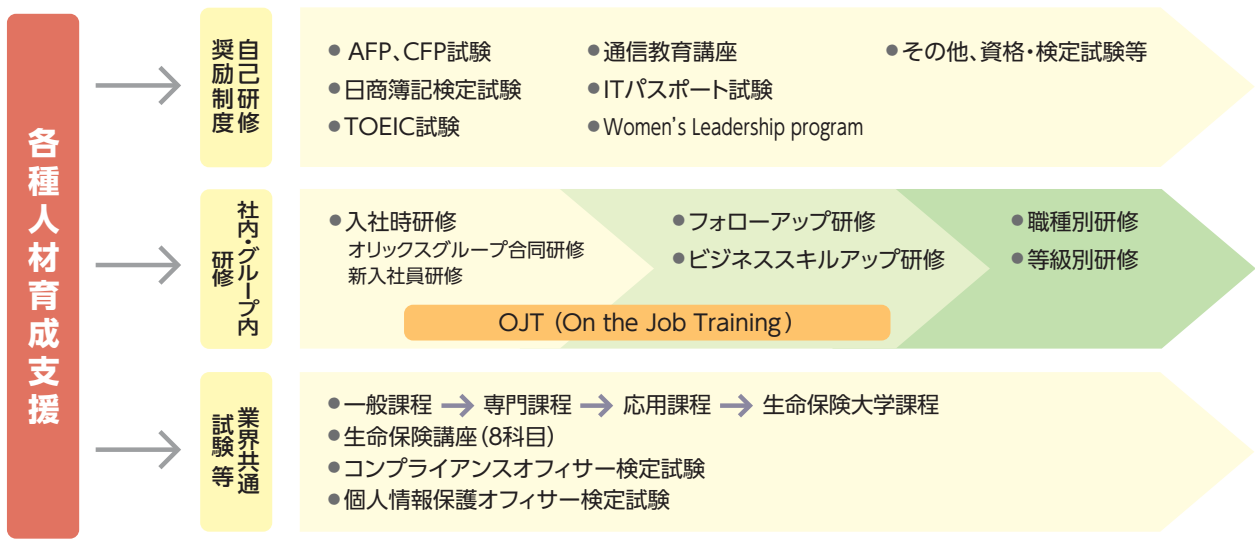 各種人材育成支援
自己研修
奨励制度
● AFP、CFP試験
● 日商簿記検定試験
● TOEIC試験
● 通信教育講座
● ITパスポート試験
● Women's Leadership program
● その他、資格・検定試験等
社内・グループ内
研修
● 入社時研修
オリックスグループ合同研修
新入社員研修
● フォローアップ研修
● ビジネススキルアップ研修
● 職種別研修
● 等級別研修
OJT (On the Job Training)
業界共通
試験等
● 一般課程 → 専門課程 → 応用課程 → 生命保険大学課程
● 生命保険講座(8科目)
● コンプライアンスオフィサー検定試験
● 個人情報保護オフィサー検定試験